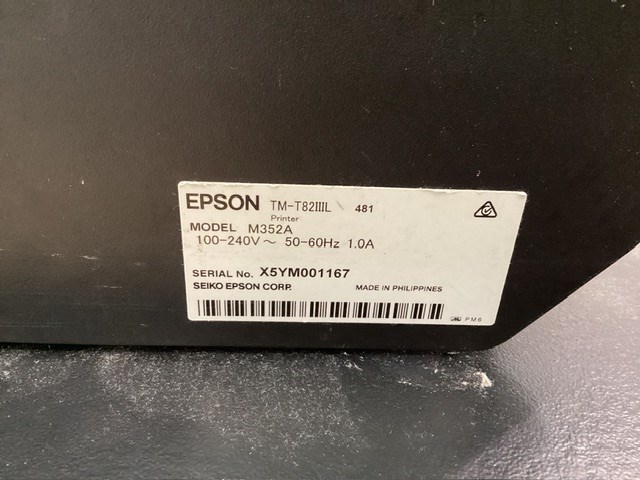 EPSON TM-T82IIIL 481
Printer
MODEL M352A
100-240V ~ 50-60Hz 1.0A
SERIAL No. X5YM001167
SEIKO EPSON CORP. MADE IN PHILIPPINES
PM6